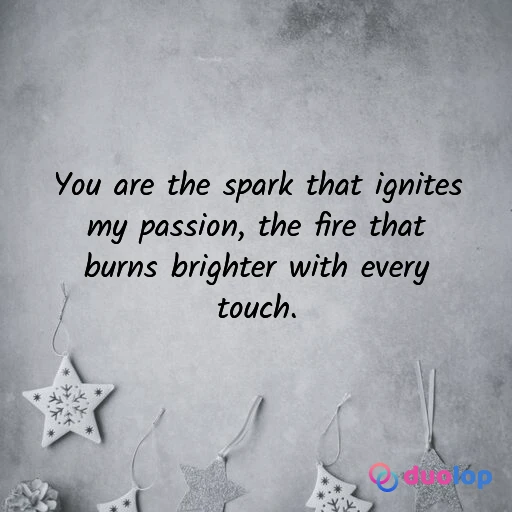 You are the spark that ignites
my passion, the fire that
burns brighter with every
touch.
dualop